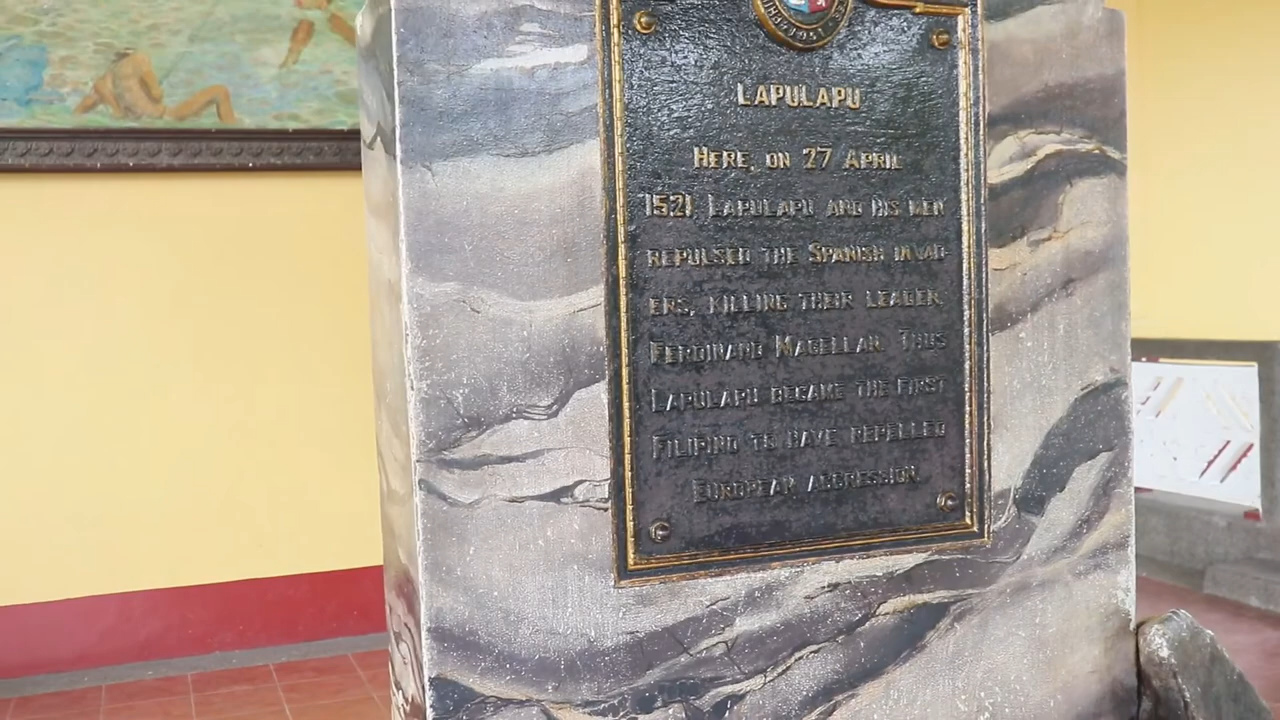 1951
LAPULAPU
HERE, ON 27 APRIL
1521, LAPULAPU AND HIS MEN
REPULSED THE SPANISH INVAD-
ERS, KILLING THEIR LEADER,
FERDINAND MAGELLAN. THUS
LAPULAPU BECAME THE FIRST
FILIPINO TO HAVE REPELLED
EUROPEAN AGGRESSION.